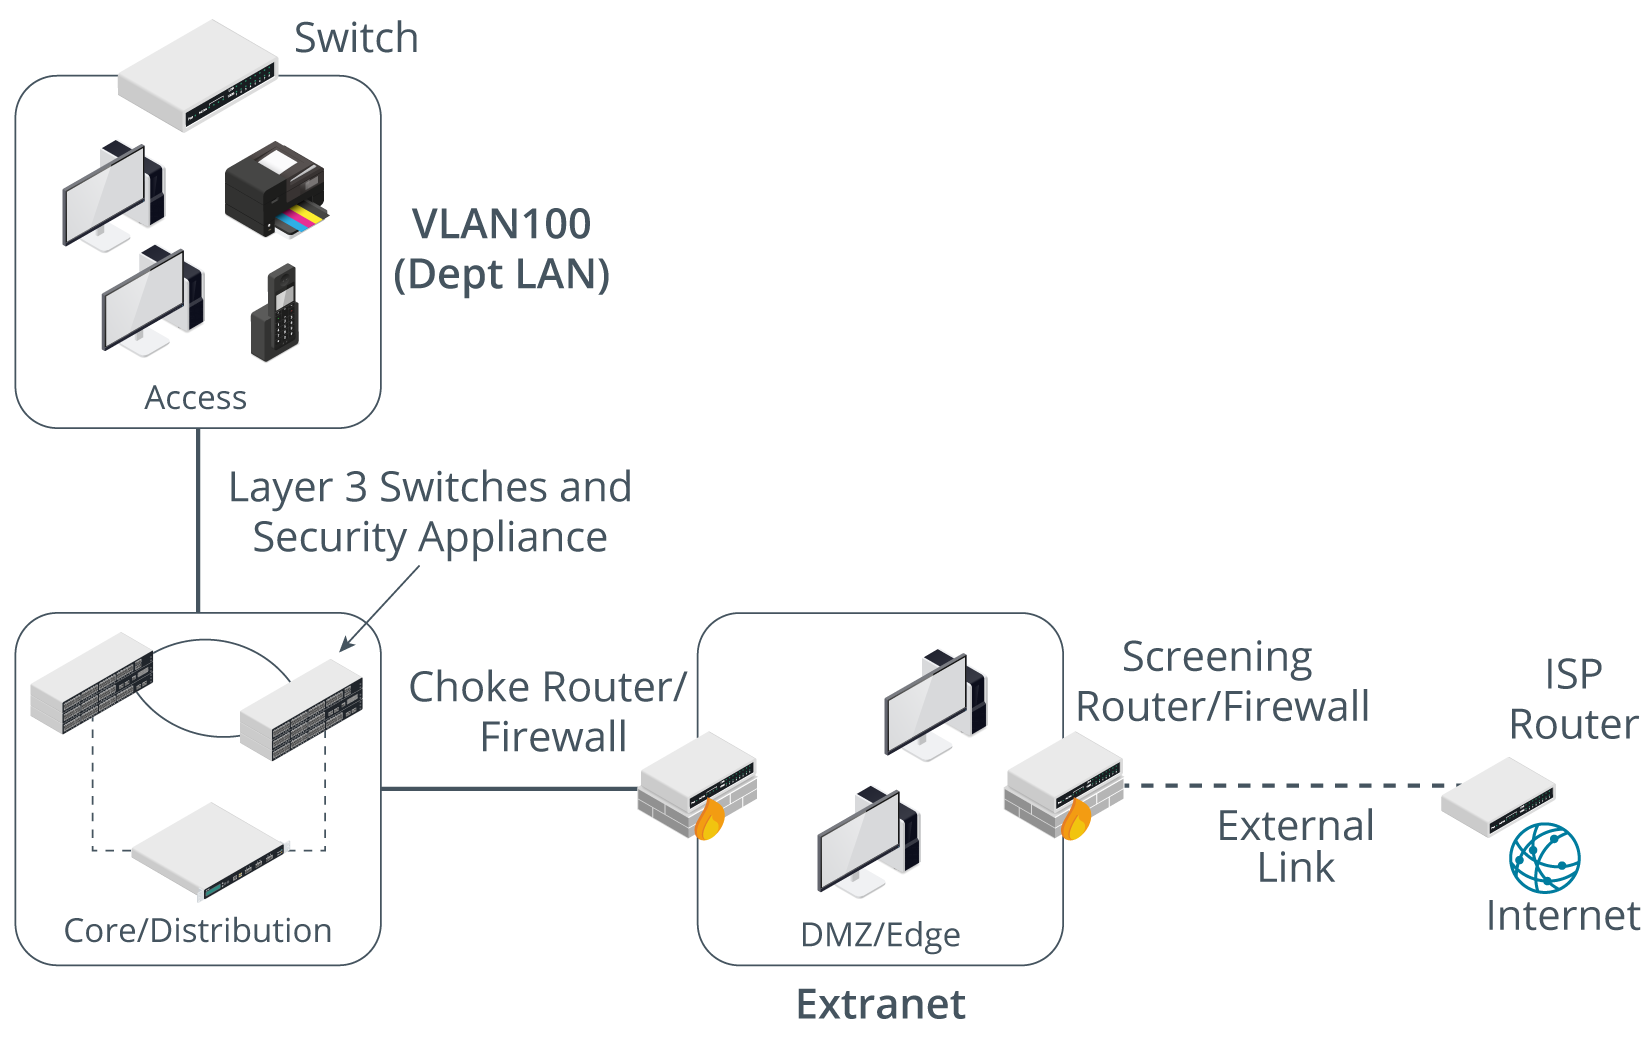 Switch
VLAN100
(Dept LAN)
Access
Layer 3 Switches and
Security Appliance
Choke Router/
Firewall
Core/Distribution
DMZ/Edge
Extranet
Screening
Router/Firewall
External
Link
ISP
Router
Internet